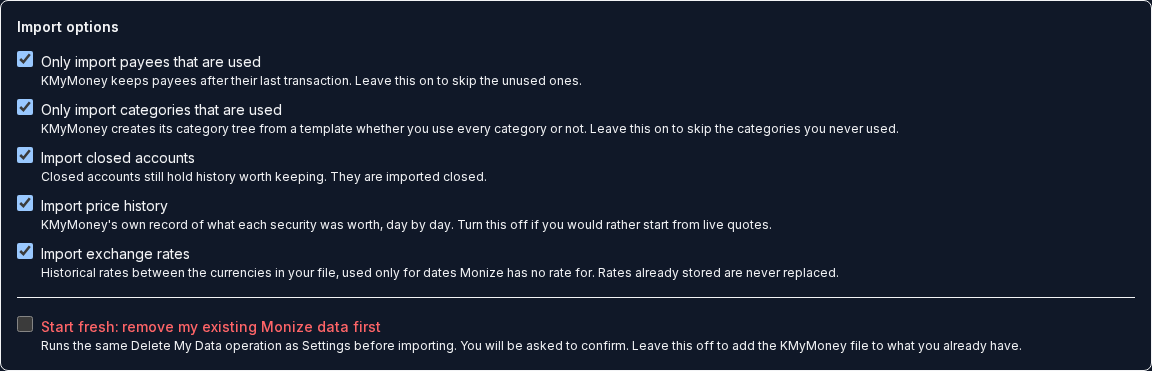 Import options
Only import payees that are used
KMyMoney keeps payees after their last transaction. Leave this on to skip the unused ones.
Only import categories that are used
KMyMoney creates its category tree from a template whether you use every category or not. Leave this on to skip the categories you never used.
Import closed accounts
Closed accounts still hold history worth keeping. They are imported closed.
Import price history
KMyMoney's own record of what each security was worth, day by day. Turn this off if you would rather start from live quotes.
Import exchange rates
Historical rates between the currencies in your file, used only for dates Monize has no rate for. Rates already stored are never replaced.
Start fresh: remove my existing Monize data first
Runs the same Delete My Data operation as Settings before importing. You will be asked to confirm. Leave this off to add the KMyMoney file to what you already have.